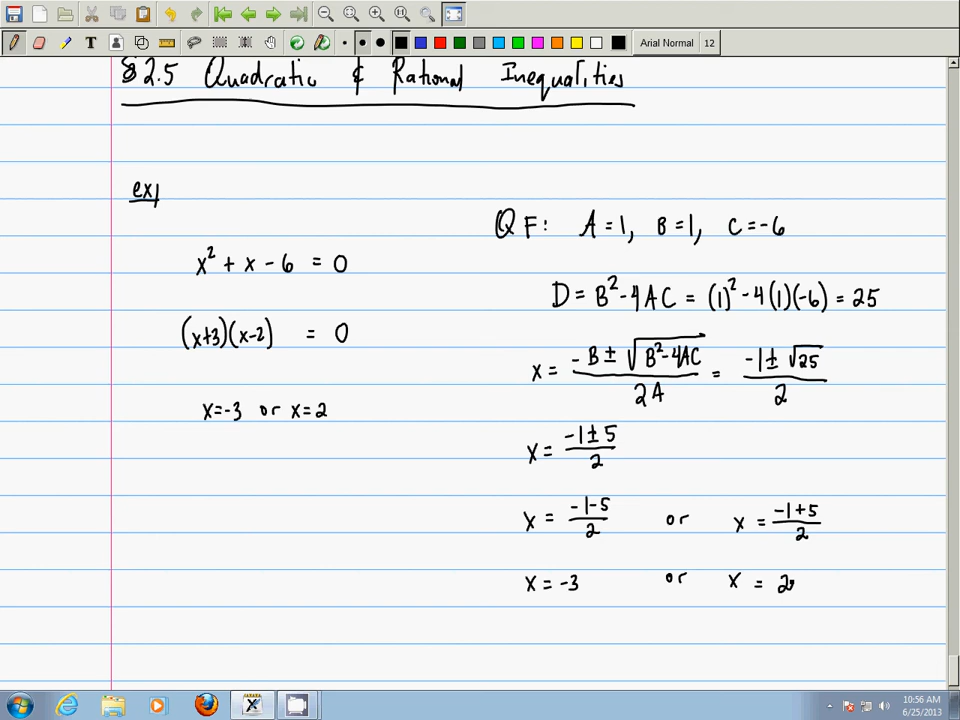 Arial Normal 12
§ 2.5 Quadratic & Rational Inequalities
ex1
x² + x - 6 = 0
(x+3)(x-2) = 0
x=-3 or x=2
QF: A=1, B=1, C=-6
D = B²-4AC = (1)²-4(1)(-6) = 25
x = (-B ± √(B²-4AC))/(2A) = (-1 ± √25)/2
x = (-1 ± 5)/2
x = (-1-5)/2 or x = (-1+5)/2
x = -3 or x = 2
10:56 AM
6/25/2013